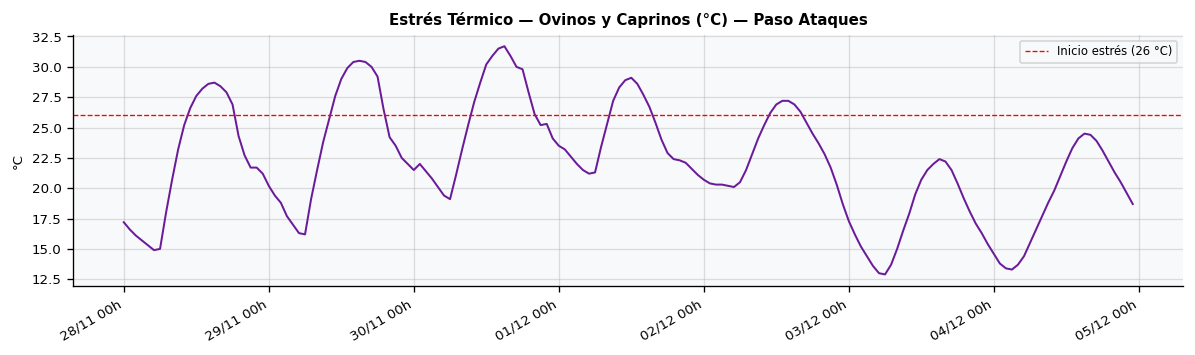 Estrés Térmico — Ovinos y Caprinos (°C) — Paso Ataques
32.5
30.0
27.5
25.0
22.5
20.0
17.5
15.0
12.5
°C
Inicio estrés (26 °C)
28/11 00h
29/11 00h
30/11 00h
01/12 00h
02/12 00h
03/12 00h
04/12 00h
05/12 00h